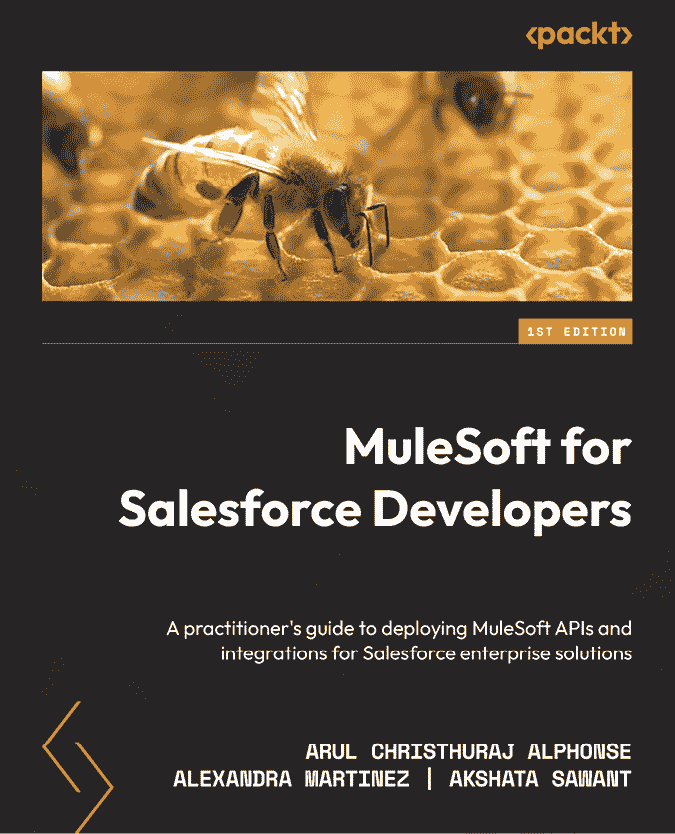 <packt>
1ST EDITION
MuleSoft for
Salesforce Developers
A practitioner's guide to deploying MuleSoft APIs and
integrations for Salesforce enterprise solutions
ARUL CHRISTHURAJ ALPHONSE
ALEXANDRA MARTINEZ | AKSHATA SAWANT